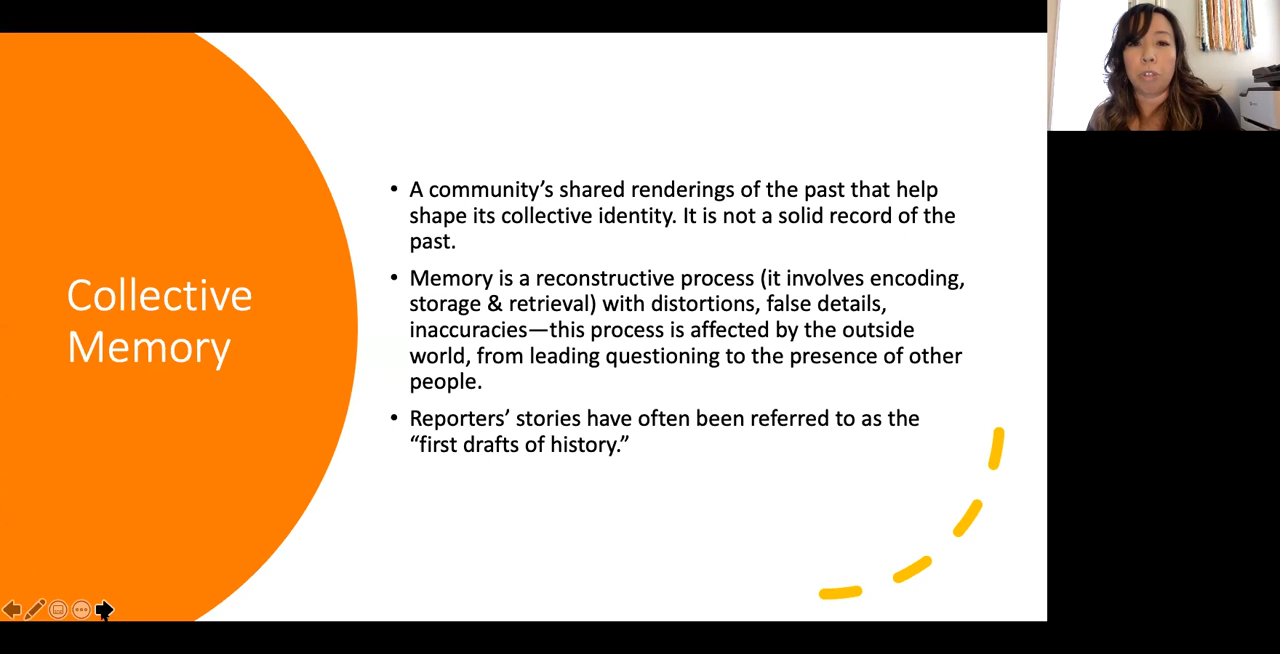 Collective
Memory
• A community’s shared renderings of the past that help
shape its collective identity. It is not a solid record of the
past.
• Memory is a reconstructive process (it involves encoding,
storage & retrieval) with distortions, false details,
inaccuracies—this process is affected by the outside
world, from leading questioning to the presence of other
people.
• Reporters’ stories have often been referred to as the
“first drafts of history.”